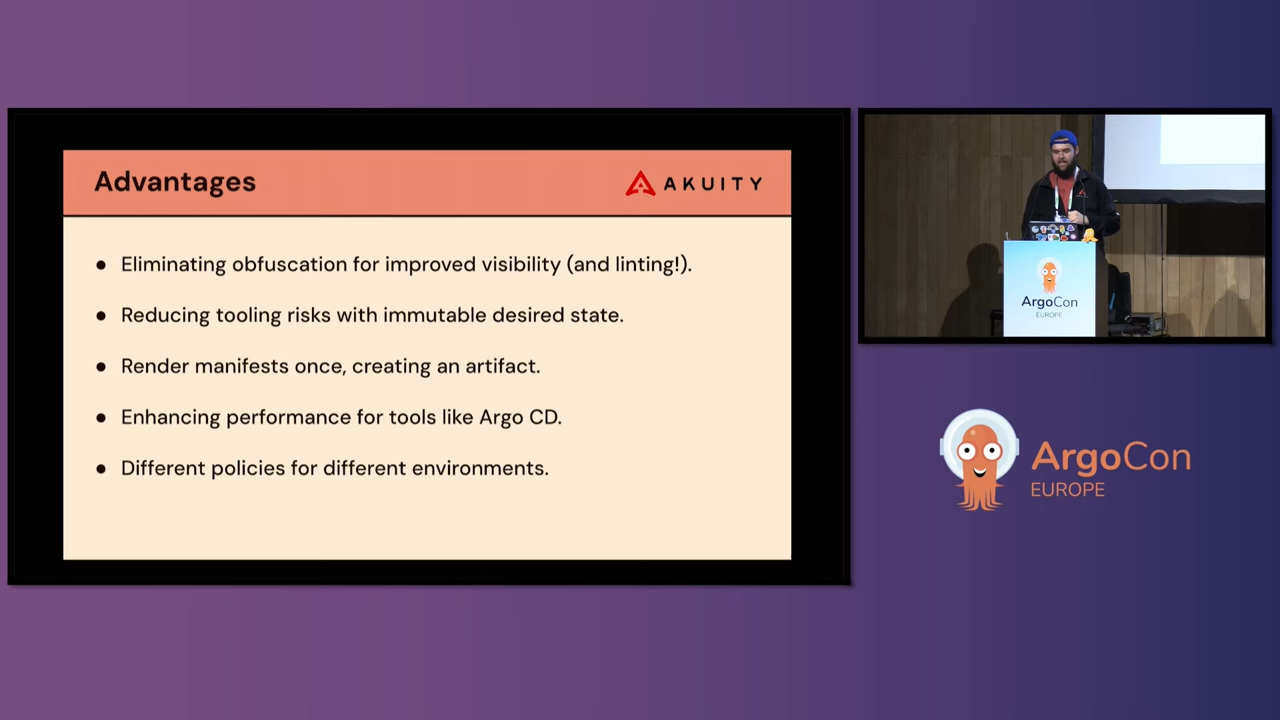 Advantages
AKUITY
● Eliminating obfuscation for improved visibility (and linting!).
● Reducing tooling risks with immutable desired state.
● Render manifests once, creating an artifact.
● Enhancing performance for tools like Argo CD.
● Different policies for different environments.
ArgoCon
EUROPE
ArgoCon
EUROPE